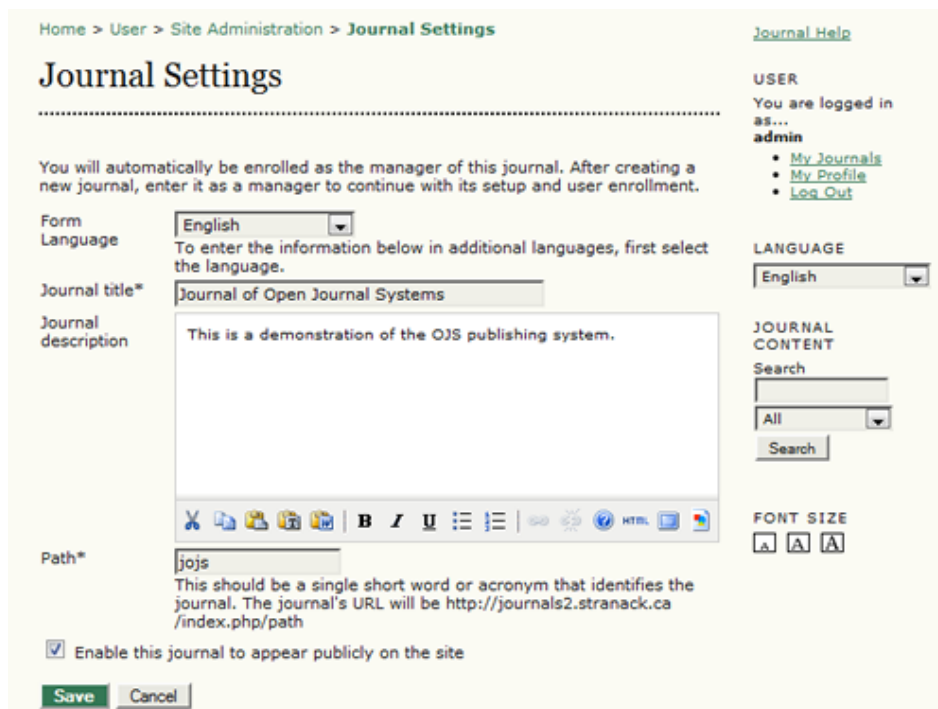 Home > User > Site Administration > Journal Settings
Journal Settings
You will automatically be enrolled as the manager of this journal. After creating a
new journal, enter it as a manager to continue with its setup and user enrollment.
Form
Language
English
To enter the information below in additional languages, first select
the language.
Journal title*
Journal of Open Journal Systems
Journal
description
This is a demonstration of the OJS publishing system.
B I U
HTML
Path*
jojs
This should be a single short word or acronym that identifies the
journal. The journal's URL will be http://journals2.stranack.ca
/index.php/path
Enable this journal to appear publicly on the site
Save Cancel
Journal Help
USER
You are logged in
as...
admin
My Journals
My Profile
Log Out
LANGUAGE
English
JOURNAL
CONTENT
Search
All
Search
FONT SIZE
A A A